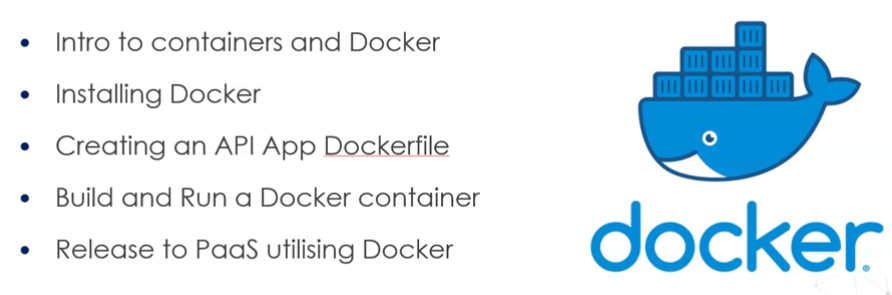 • Intro to containers and Docker
• Installing Docker
• Creating an API App Dockerfile
• Build and Run a Docker container
• Release to PaaS utilising Docker
docker®